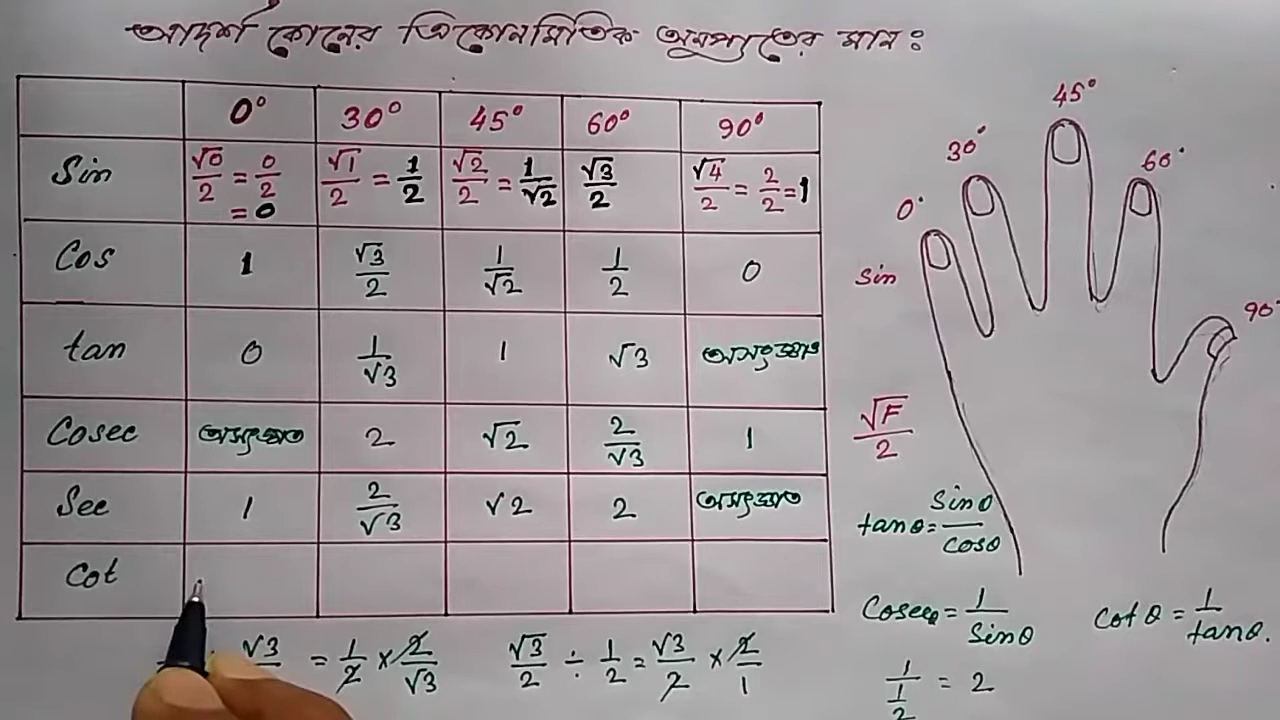 আদর্শ কোনের ত্রিকোনমিতিক অনুপাতের মান:
0° 30° 45° 60° 90°
Sin √0/2 = 0/2 = 0 √1/2 = 1/2 √2/2 = 1/√2 √3/2 √4/2 = 2/2 = 1
Cos 1 √3/2 1/√2 1/2 0
tan 0 1/√3 1 √3 অসংজ্ঞাত
Cosec অসংজ্ঞাত 2 √2 2/√3 1
Sec 1 2/√3 √2 2 অসংজ্ঞাত
Cot
√3 = 1/2 × 2/√3 √3/2 ÷ 1/2 = √3/2 × 2/1
45°
30° 60°
0°
Sin
90°
√F/2
tanθ = Sinθ/Cosθ
Cosecθ = 1/Sinθ Cotθ = 1/tanθ.
1/1/2 = 2